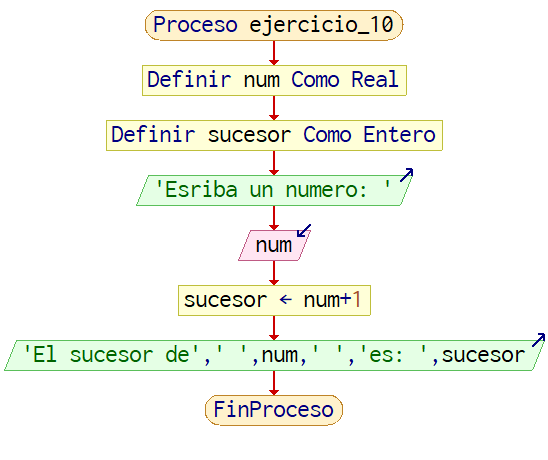 Proceso ejercicio_10
Definir num Como Real
Definir sucesor Como Entero
'Esriba un numero: '
num
sucesor ← num+1
'El sucesor de',' ',num,' ','es: ',sucesor
FinProceso